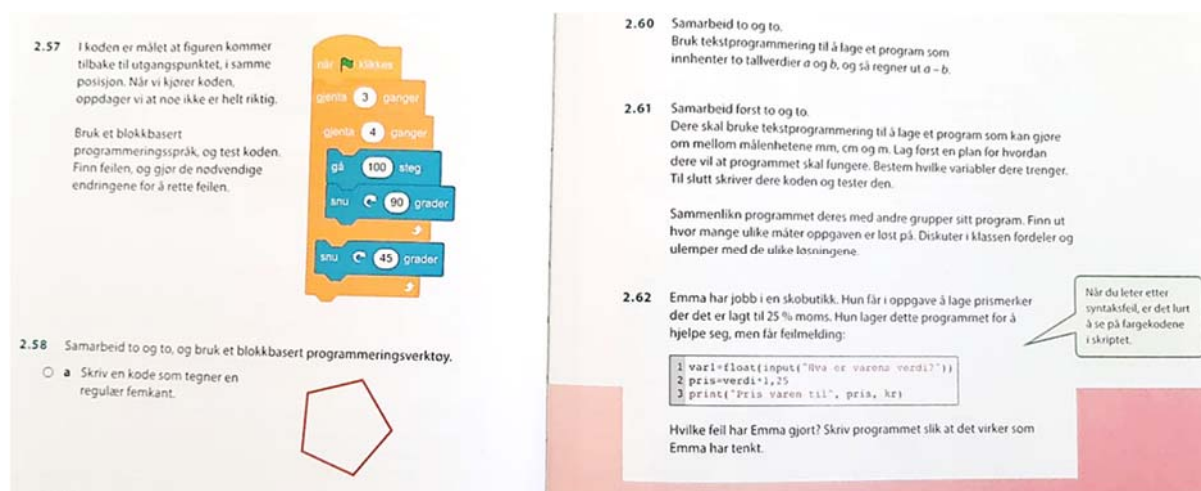 2.57 I koden er målet at figuren kommer
tilbake til utgangspunktet, i samme
posisjon. Når vi kjører koden,
oppdager vi at noe ikke er helt riktig.
Bruk et blokkbasert
programmeringsspråk, og test koden.
Finn feilen, og gjør de nødvendige
endringene for å rette feilen.
når klikkes
gjenta 3 ganger
gjenta 4 ganger
gå 100 steg
snu 90 grader
snu 45 grader
2.58 Samarbeid to og to, og bruk et blokkbasert programmeringsverktøy.
a Skriv en kode som tegner en
regulær femkant.
2.60 Samarbeid to og to.
Bruk tekstprogrammering til å lage et program som
innhenter to tallverdier a og b, og så regner ut a – b.
2.61 Samarbeid først to og to.
Dere skal bruke tekstprogrammering til å lage et program som kan gjøre
om mellom målenhetene mm, cm og m. Lag først en plan for hvordan
dere vil at programmet skal fungere. Bestem hvilke variabler dere trenger.
Til slutt skriver dere koden og tester den.
Sammenlikn programmet deres med andre grupper sitt program. Finn ut
hvor mange ulike måter oppgaven er løst på. Diskuter i klassen fordeler og
ulemper med de ulike løsningene.
2.62 Emma har jobb i en skobutikk. Hun får i oppgave å lage prismerker
der det er lagt til 25 % moms. Hun lager dette programmet for å
hjelpe seg, men får feilmelding:
1 var1=float(input("Hva er varens verdi?"))
2 pris=verdi*1,25
3 print("Pris varen til", pris, kr)
Hvilke feil har Emma gjort? Skriv programmet slik at det virker som
Emma har tenkt.
Når du leter etter
syntaksfeil, er det lurt
å se på fargekodene
i skriptet.